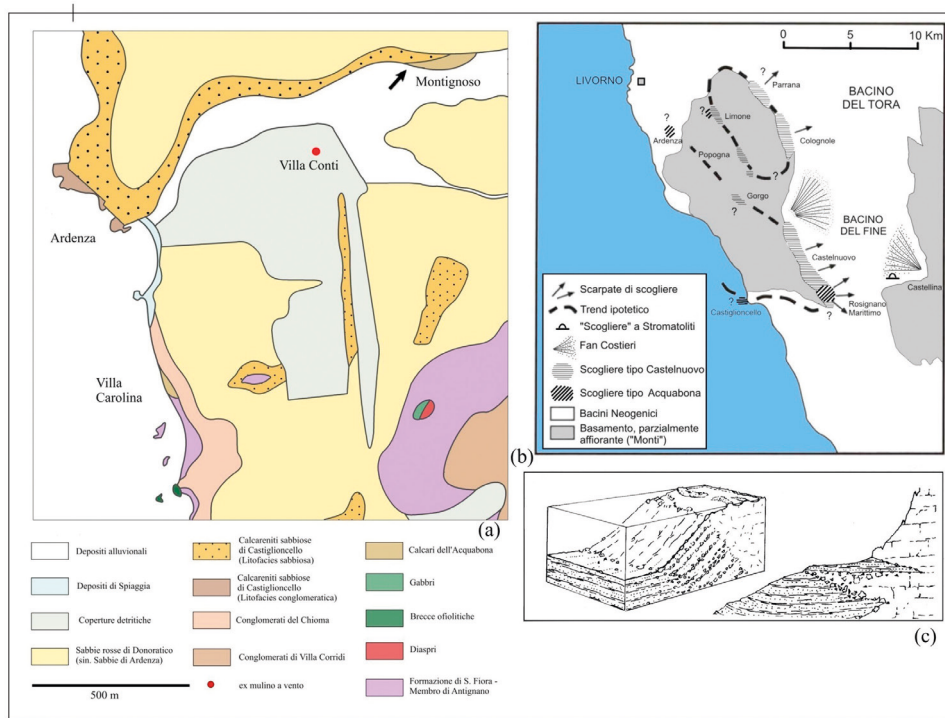 Montignoso
Villa Conti
Ardenza
Villa
Carolina
(a)
0 5 10 Km
LIVORNO
?
Parrana
BACINO
DEL TORA
?
Limone
?
Ardenza
Colognole
Popogna
?
Gorgo
?
BACINO
DEL FINE
Castelnuovo
Castellina
Rosignano
Marittimo
?
Castiglioncello
?
Scarpate di scogliere
Trend ipotetico
"Scogliere" a Stromatoliti
Fan Costieri
Scogliere tipo Castelnuovo
Scogliere tipo Acquabona
Bacini Neogenici
Basamento, parzialmente
affiorante ("Monti")
(b)
(c)
Depositi alluvionali
Depositi di Spiaggia
Coperture detritiche
Sabbie rosse di Donoratico
(sin. Sabbie di Ardenza)
500 m
Calcareniti sabbiose
di Castiglioncello
(Litofacies sabbiosa)
Calcareniti sabbiose
di Castiglioncello
(Litofacies conglomeratica)
Conglomerati del Chioma
Conglomerati di Villa Corridi
ex mulino a vento
Calcari dell'Acquabona
Gabbri
Brecce ofiolitiche
Diaspri
Formazione di S. Fiora -
Membro di Antignano